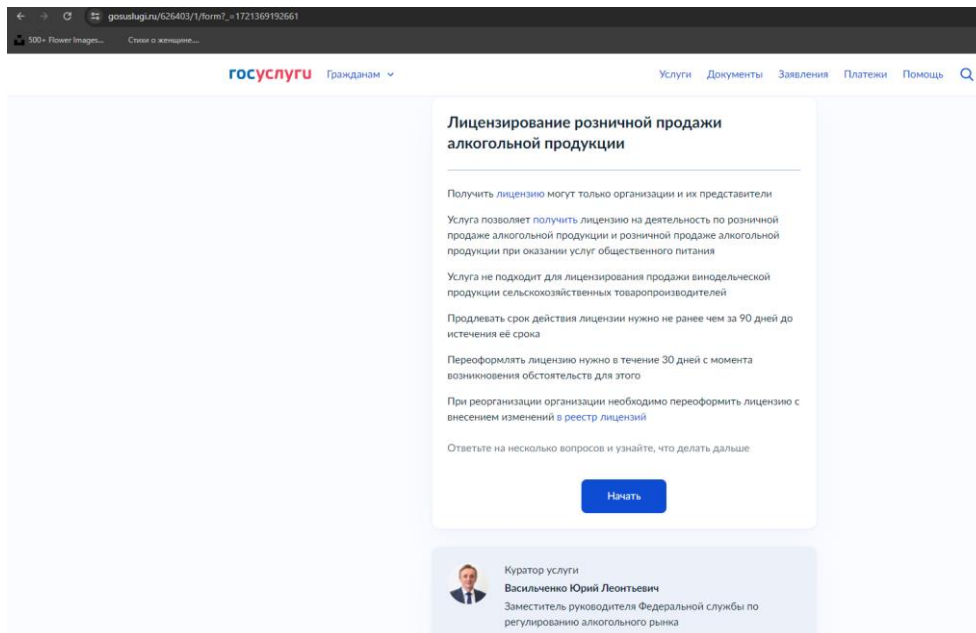 gosuslugi.ru/626403/1/form?_=1721369192661
500+ Flower Images... Стихи о женщине....
госуслуги Гражданам Услуги Документы Заявления Платежи Помощь
Лицензирование розничной продажи
алкогольной продукции
Получить лицензию могут только организации и их представители
Услуга позволяет получить лицензию на деятельность по розничной
продаже алкогольной продукции и розничной продаже алкогольной
продукции при оказании услуг общественного питания
Услуга не подходит для лицензирования продажи винодельческой
продукции сельскохозяйственных товаропроизводителей
Продлевать срок действия лицензии нужно не ранее чем за 90 дней до
истечения её срока
Переоформлять лицензию нужно в течение 30 дней с момента
возникновения обстоятельств для этого
При реорганизации организации необходимо переоформить лицензию с
внесением изменений в реестр лицензий
Ответьте на несколько вопросов и узнайте, что делать дальше
Начать
Куратор услуги
Васильченко Юрий Леонтьевич
Заместитель руководителя Федеральной службы по
регулированию алкогольного рынка